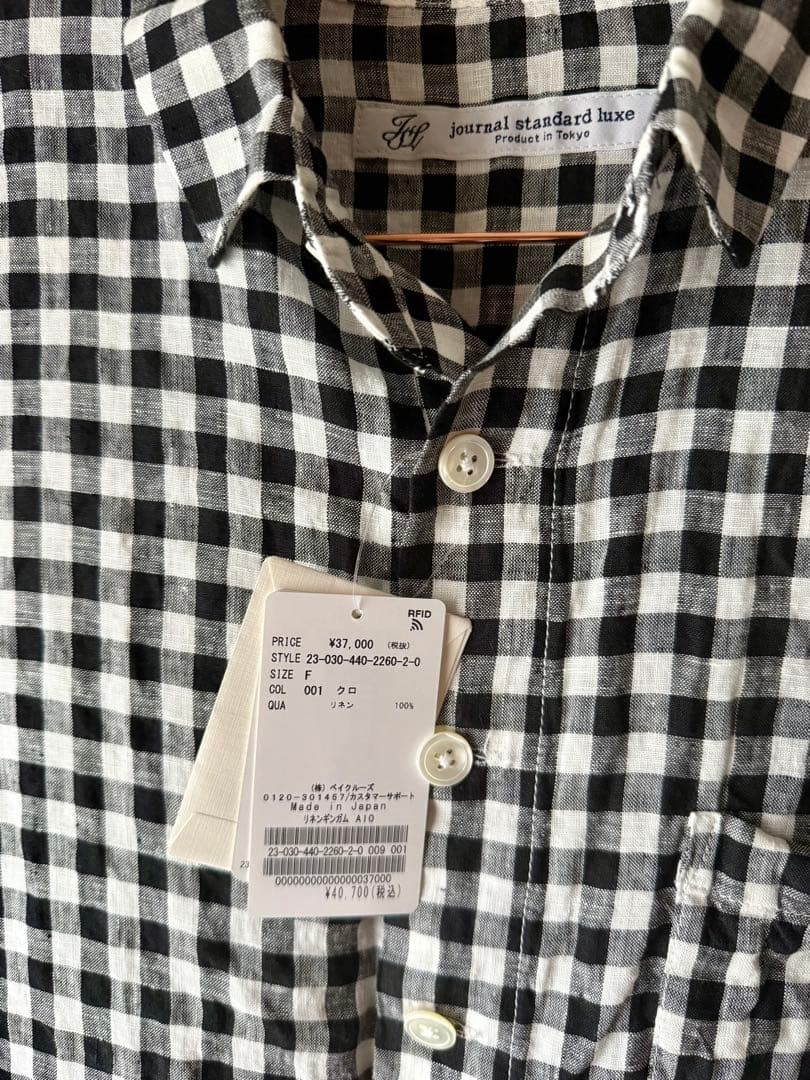 JSL journal standard luxe
Product in Tokyo
RFID
PRICE ¥37,000 (税抜)
STYLE 23-030-440-2260-2-0
SIZE F
COL 001 クロ
QUA リネン 100%
(株) ベイクルーズ
0120-301457/カスタマーサポート
Made in Japan
リネンギンガム AIO
23-030-440-2260-2-0 009 001
23
00000000000000037000
¥40,700(税込)